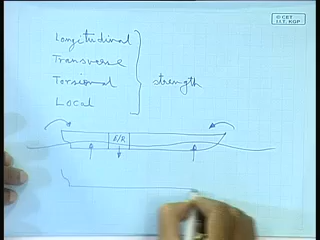 © CET
I.I.T. KGP
Longitudinal
Transverse
Torsional
Local
strength
E/R